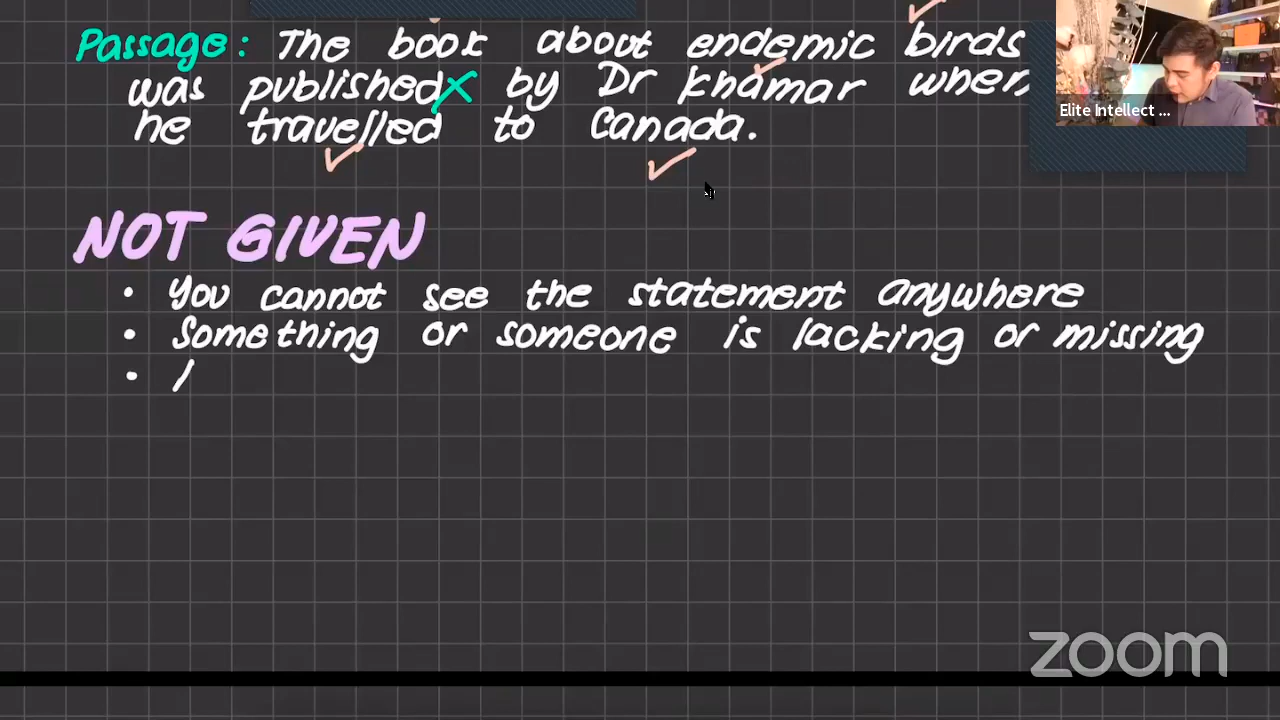 Passage: The book about endemic birds
was published by Dr Khamar when
he travelled to Canada.
Elite Intellect ...
NOT GIVEN
• You cannot see the statement anywhere
• Something or someone is lacking or missing
•
zoom